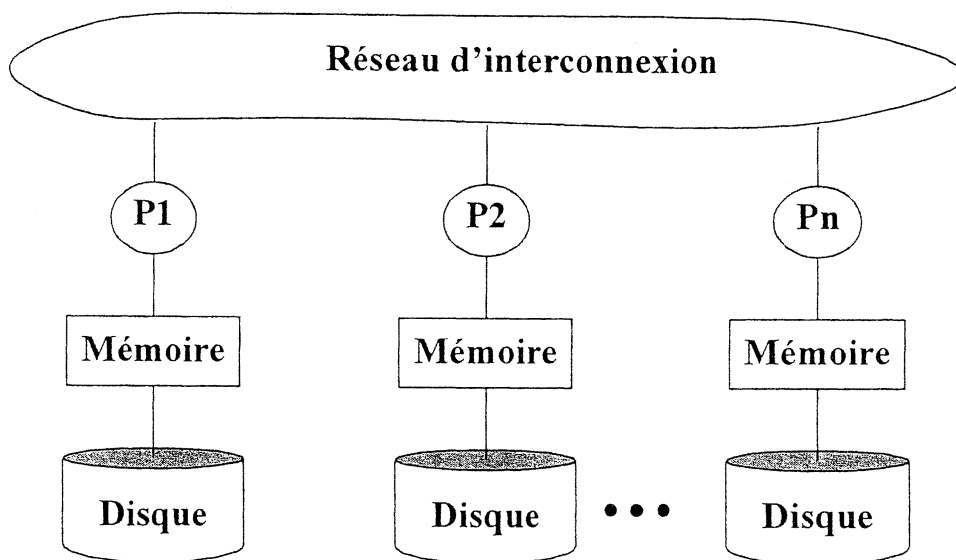 Réseau d'interconnexion
P1 P2 Pn
Mémoire Mémoire Mémoire
Disque Disque ••• Disque